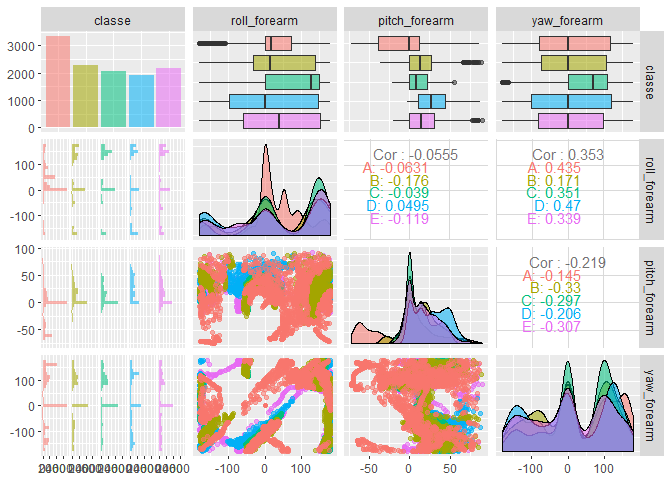 classe
roll_forearm
pitch_forearm
yaw_forearm
3000
2000
1000
0
classe
100
0
-100
Cor : -0.0555
A: -0.0631
B: -0.176
C: -0.039
D: 0.0495
E: -0.119
Cor : 0.353
A: 0.435
B: 0.171
C: 0.351
D: 0.47
E: 0.339
roll_forearm
50
0
-50
Cor : -0.219
A: -0.145
B: -0.33
C: -0.297
D: -0.206
E: -0.307
pitch_forearm
100
0
-100
yaw_forearm
-100 0 100
-50 0 50
-100 0 100